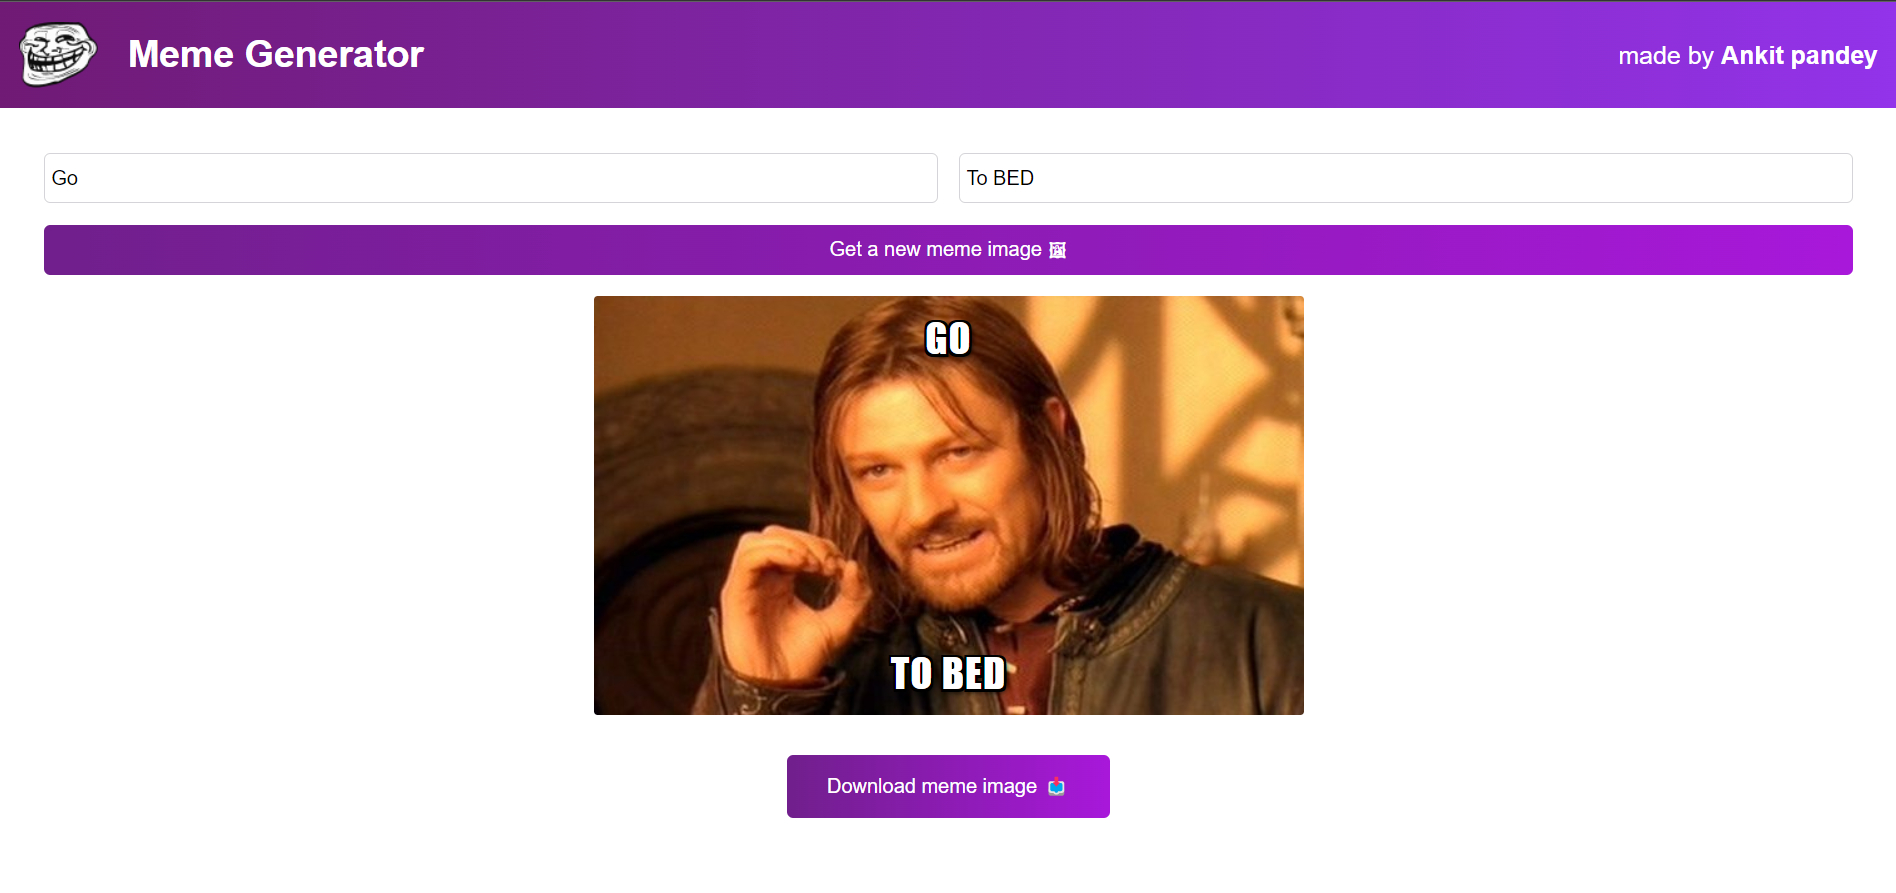 Meme Generator
made by Ankit pandey
Go
To BED
Get a new meme image
GO
TO BED
Download meme image